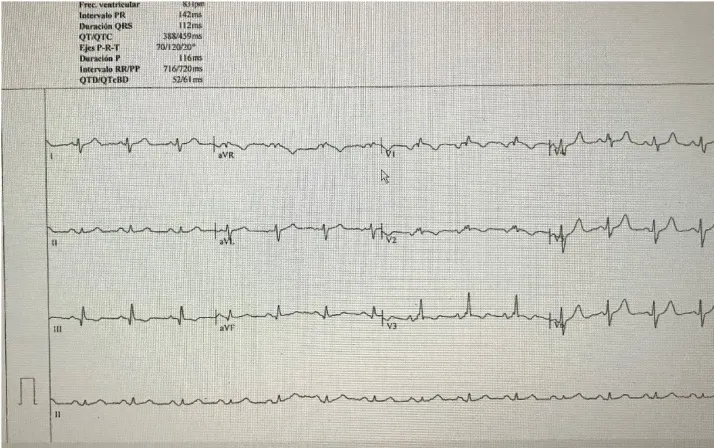 Frec. ventricular 83 lpm
Intervalo PR 142ms
Duración QRS 112ms
QT/QTC 388/459ms
Ejes P-R-T 70/120/20°
Duración P 116ms
Intervalo RR/PP 716/720ms
QTD/QTcBD 52/61ms
I
aVR
V1
V4
II
aVL
V2
III
aVF
V3
V6
II